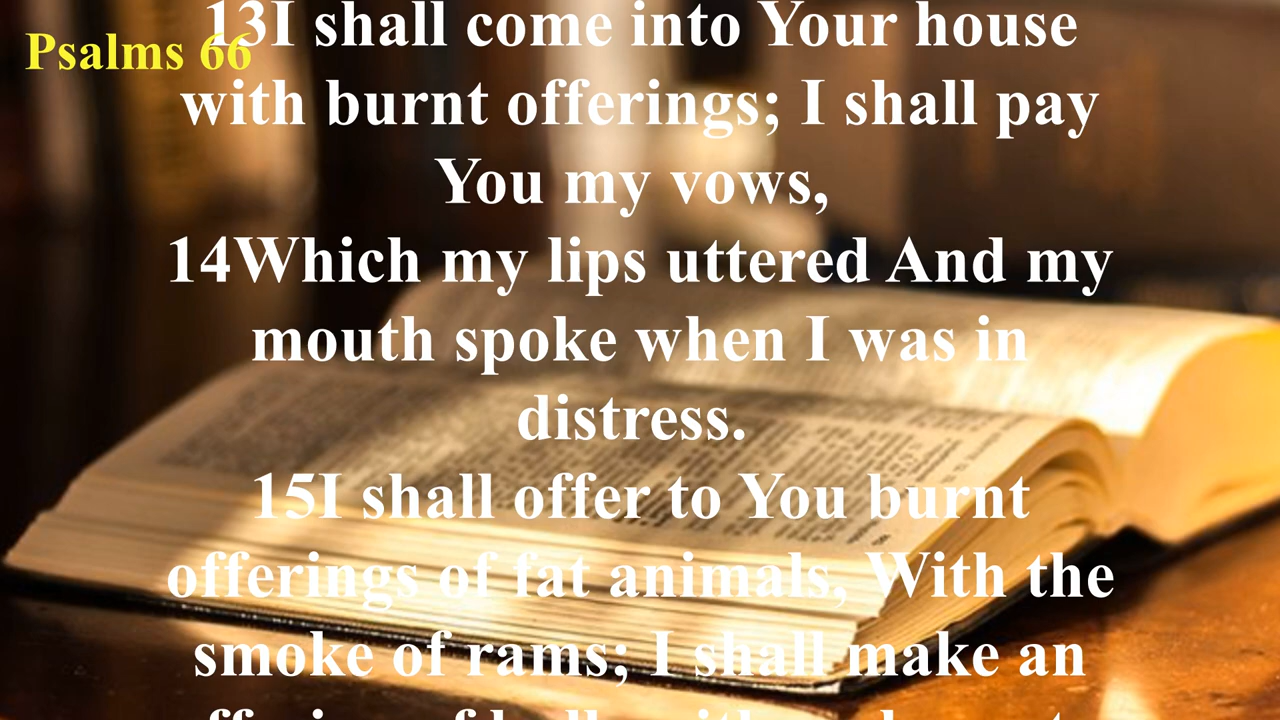 Psalms 66
13I shall come into Your house
with burnt offerings; I shall pay
You my vows,
14Which my lips uttered And my
mouth spoke when I was in
distress.
15I shall offer to You burnt
offerings of fat animals, With the
smoke of rams; I shall make an